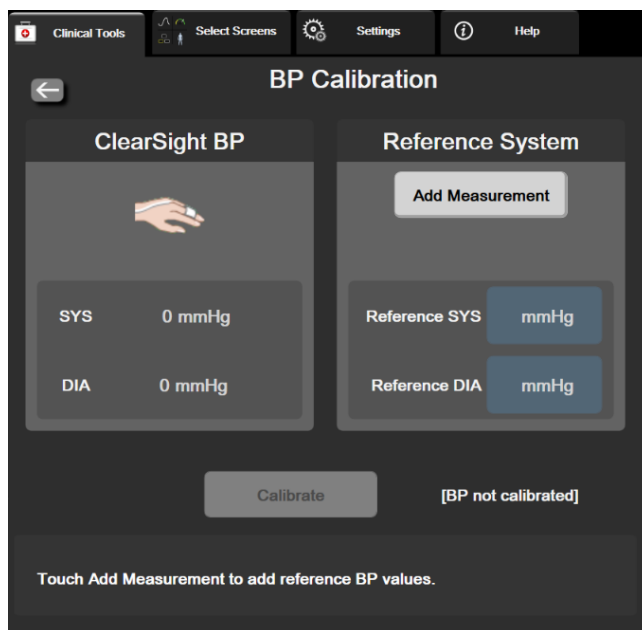 Clinical Tools
Select Screens
Settings
Help
BP Calibration
ClearSight BP
Reference System
Add Measurement
SYS 0 mmHg
Reference SYS mmHg
DIA 0 mmHg
Reference DIA mmHg
Calibrate [BP not calibrated]
Touch Add Measurement to add reference BP values.